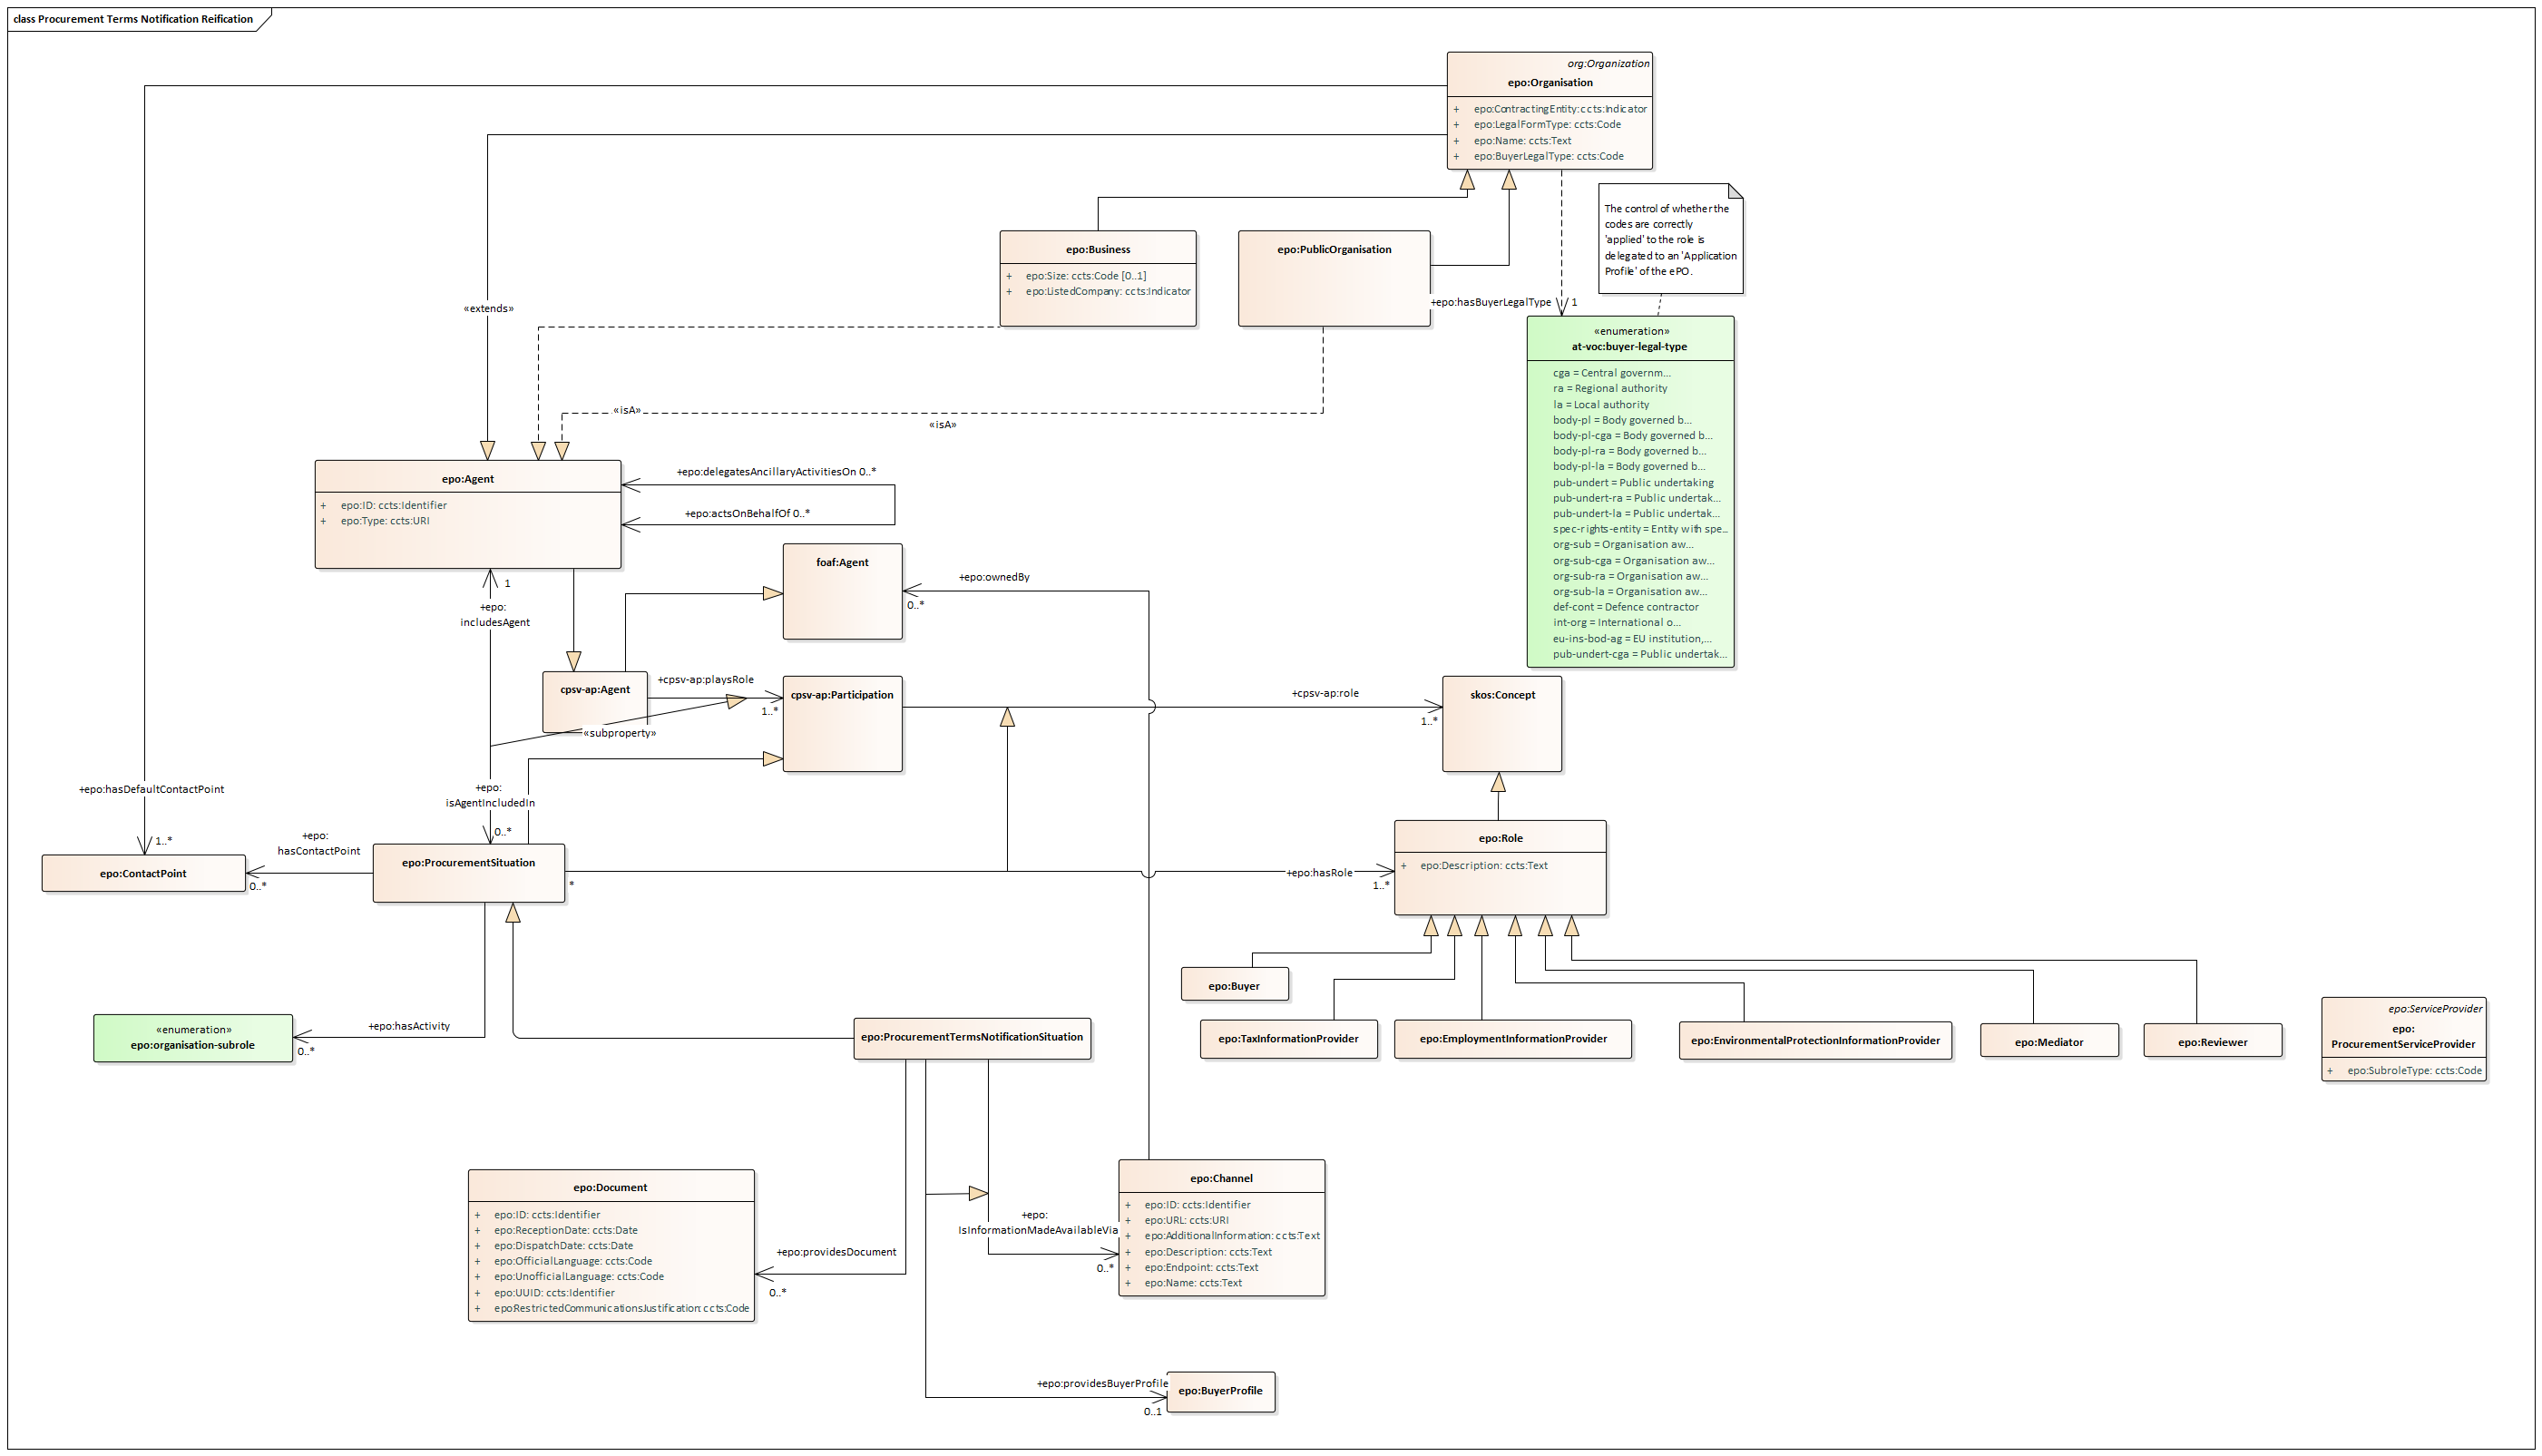 class Procurement Terms Notification Reification
org:Organization
epo:Organisation
+ epo:ContractingEntity: ccts:Indicator
+ epo:LegalFormType: ccts:Code
+ epo:Name: ccts:Text
+ epo:BuyerLegalType: ccts:Code
The control of whether the
codes are correctly
'applied' to the role is
delegated to an 'Application
Profile' of the ePO.
epo:Business
+ epo:Size: ccts:Code [0..1]
+ epo:ListedCompany: ccts:Indicator
epo:PublicOrganisation
+epo:hasBuyerLegalType
1
«extends»
«enumeration»
at-voc:buyer-legal-type
cga = Central governm...
ra = Regional authority
la = Local authority
body-pl = Body governed b...
body-pl-cga = Body governed b...
body-pl-ra = Body governed b...
body-pl-la = Body governed b...
pub-undert = Public undertaking
pub-undert-ra = Public undertak...
pub-undert-la = Public undertak...
spec-rights-entity = Entity with spe...
org-sub = Organisation aw...
org-sub-cga = Organisation aw...
org-sub-ra = Organisation aw...
org-sub-la = Organisation aw...
def-cont = Defence contractor
int-org = International o...
eu-ins-bod-ag = EU institution,...
pub-undert-cga = Public undertak...
«isA»
«isA»
epo:Agent
+ epo:ID: ccts:Identifier
+ epo:Type: ccts:URI
+epo:delegatesAncillaryActivitiesOn 0..*
+epo:actsOnBehalfOf 0..*
foaf:Agent
+epo:ownedBy
0..*
1
+epo:
includesAgent
cpsv-ap:Agent
+cpsv-ap:playsRole
1..*
«subproperty»
cpsv-ap:Participation
+cpsv-ap:role
1..*
skos:Concept
+epo:hasDefaultContactPoint
1..*
+epo:
isAgentIncludedIn
0..*
+epo:
hasContactPoint
0..*
epo:ContactPoint
epo:ProcurementSituation
*
+epo:hasRole
1..*
epo:Role
+ epo:Description: ccts:Text
epo:Buyer
epo:TaxInformationProvider
epo:EmploymentInformationProvider
epo:EnvironmentalProtectionInformationProvider
epo:Mediator
epo:Reviewer
epo:ServiceProvider
epo:
ProcurementServiceProvider
+ epo:SubroleType: ccts:Code
«enumeration»
epo:organisation-subrole
+epo:hasActivity
0..*
epo:ProcurementTermsNotificationSituation
epo:Document
+ epo:ID: ccts:Identifier
+ epo:ReceptionDate: ccts:Date
+ epo:DispatchDate: ccts:Date
+ epo:OfficialLanguage: ccts:Code
+ epo:UnofficialLanguage: ccts:Code
+ epo:UUID: ccts:Identifier
+ epo:RestrictedCommunicationsJustification: ccts:Code
+epo:providesDocument
0..*
+epo:
IsInformationMadeAvailableVia
0..*
epo:Channel
+ epo:ID: ccts:Identifier
+ epo:URL: ccts:URI
+ epo:AdditionalInformation: ccts:Text
+ epo:Description: ccts:Text
+ epo:Endpoint: ccts:Text
+ epo:Name: ccts:Text
+epo:providesBuyerProfile
0..1
epo:BuyerProfile